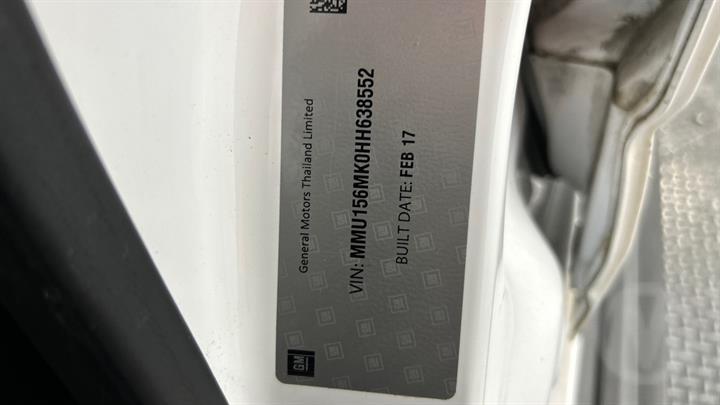 General Motors Thailand Limited
VIN: MMU156MK0HH638552
BUILT DATE: FEB 17
GM